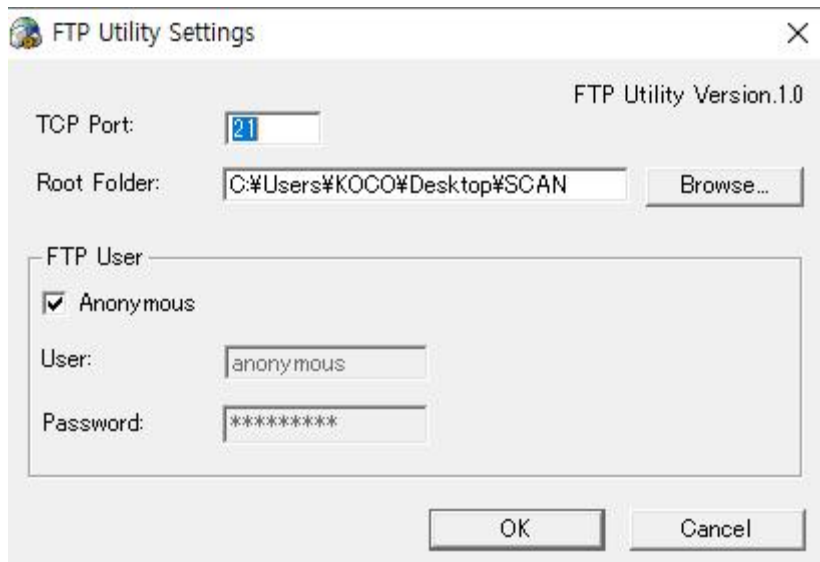 FTP Utility Settings
FTP Utility Version.1.0
TCP Port: 21
Root Folder: C:¥Users¥KOCO¥Desktop¥SCAN Browse...
FTP User
Anonymous
User: anonymous
Password: *********
OK Cancel